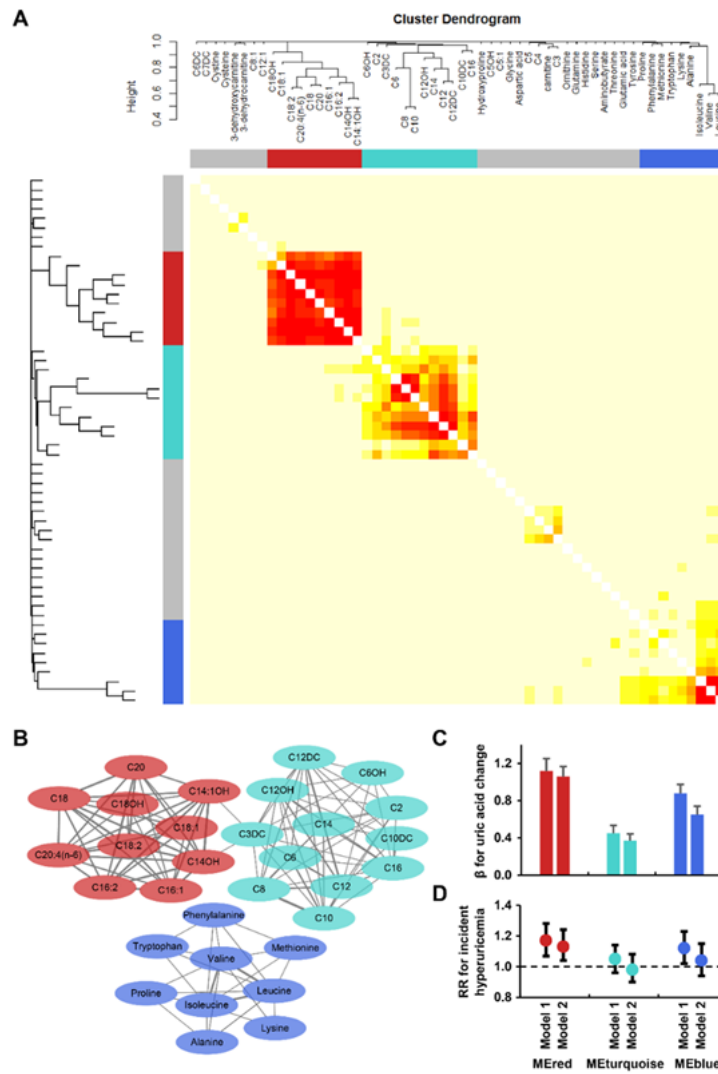 A
Cluster Dendrogram
Height
0.4 0.6 0.8 1.0
C6DC
C7DC
Cystine
Cysteine
3-dehydroxycarnitine
3-dehydrocarnitine
C8:1
C12:1
C18OH
C18:1
C18:2
C20:4(n-6)
C18
C20
C16:1
C16:2
C14OH
C14:1OH
C6OH
C2
C3DC
C6
C8
C10
C12OH
C14
C12
C12DC
C10DC
C16
Hydroxyproline
C5:1
Glycine
Aspartic acid
C5
C4
carnitine
C3
Ornitine
Glutamine
Histidine
Serine
Aminobutyrate
Threonine
Glutamic acid
Tyrosine
Proline
Phenylalanine
Methionine
Tryptophan
Lysine
Alanine
Isoleucine
Valine
B
C20
C18
C18OH
C14:1OH
C18:1
C18:2
C20:4(n-6)
C14OH
C16:2
C16:1
C12DC
C6OH
C12OH
C2
C14
C3DC
C10DC
C6
C16
C8
C12
C10
Phenylalanine
Tryptophan
Methionine
Valine
Proline
Leucine
Isoleucine
Lysine
Alanine
C
β for uric acid change
1.2
0.8
0.4
0.0
D
RR for incident
hyperuricemia
1.4
1.2
1.0
0.8
Model 1
Model 2
Model 1
Model 2
Model 1
Model 2
MEred MEturquoise MEblue